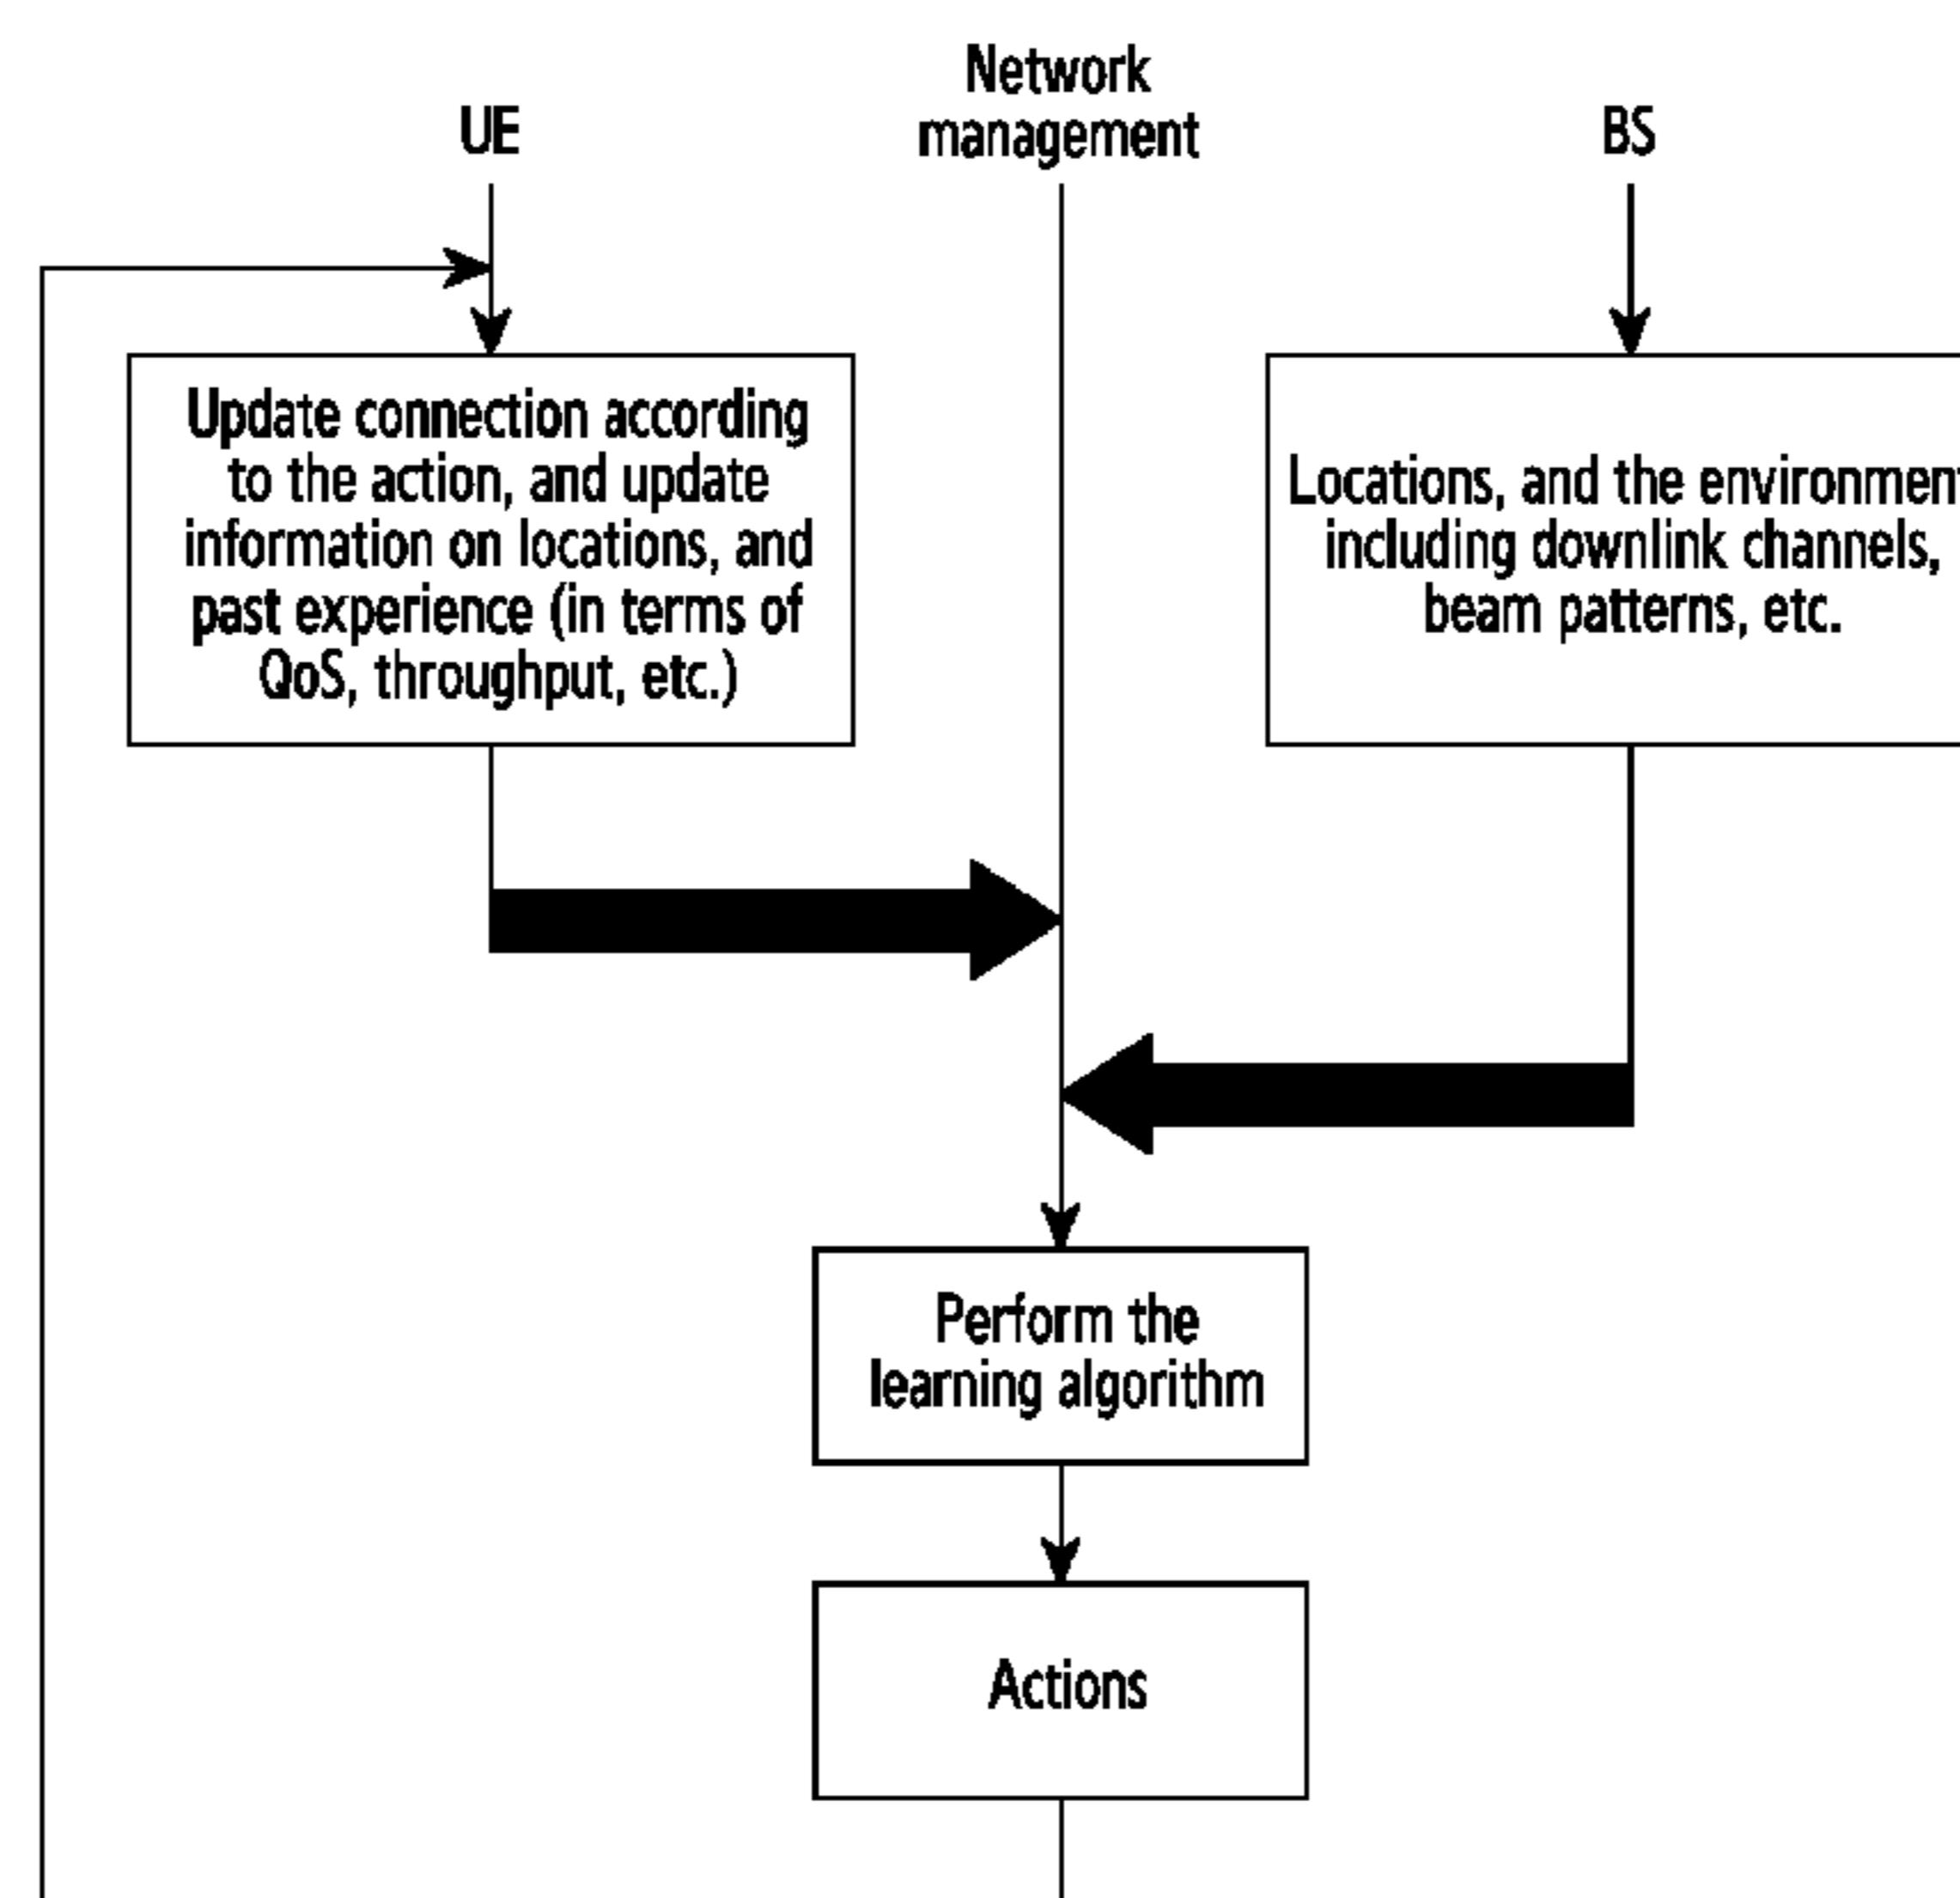 Network
management
UE
BS
Update connection according
to the action, and update
information on locations, and
past experience (in terms of
QoS, throughput, etc.)
Locations, and the environment
including downlink channels,
beam patterns, etc.
Perform the
learning algorithm
Actions